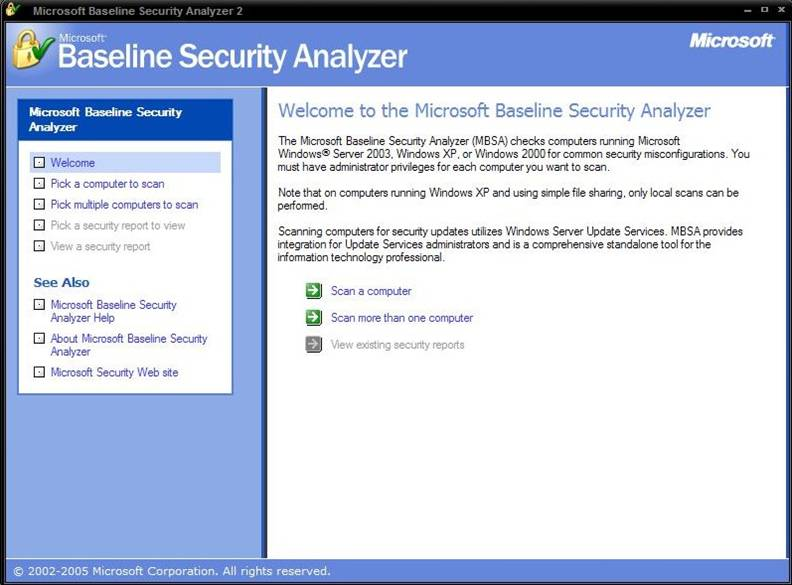 Microsoft Baseline Security Analyzer 2
Microsoft
Baseline Security Analyzer
Microsoft
Microsoft Baseline Security
Analyzer
Welcome
Pick a computer to scan
Pick multiple computers to scan
Pick a security report to view
View a security report
See Also
Microsoft Baseline Security
Analyzer Help
About Microsoft Baseline Security
Analyzer
Microsoft Security Web site
Welcome to the Microsoft Baseline Security Analyzer
The Microsoft Baseline Security Analyzer (MBSA) checks computers running Microsoft
Windows® Server 2003, Windows XP, or Windows 2000 for common security misconfigurations. You
must have administrator privileges for each computer you want to scan.
Note that on computers running Windows XP and using simple file sharing, only local scans can be
performed.
Scanning computers for security updates utilizes Windows Server Update Services. MBSA provides
integration for Update Services administrators and is a comprehensive standalone tool for the
information technology professional.
Scan a computer
Scan more than one computer
View existing security reports
© 2002-2005 Microsoft Corporation. All rights reserved.